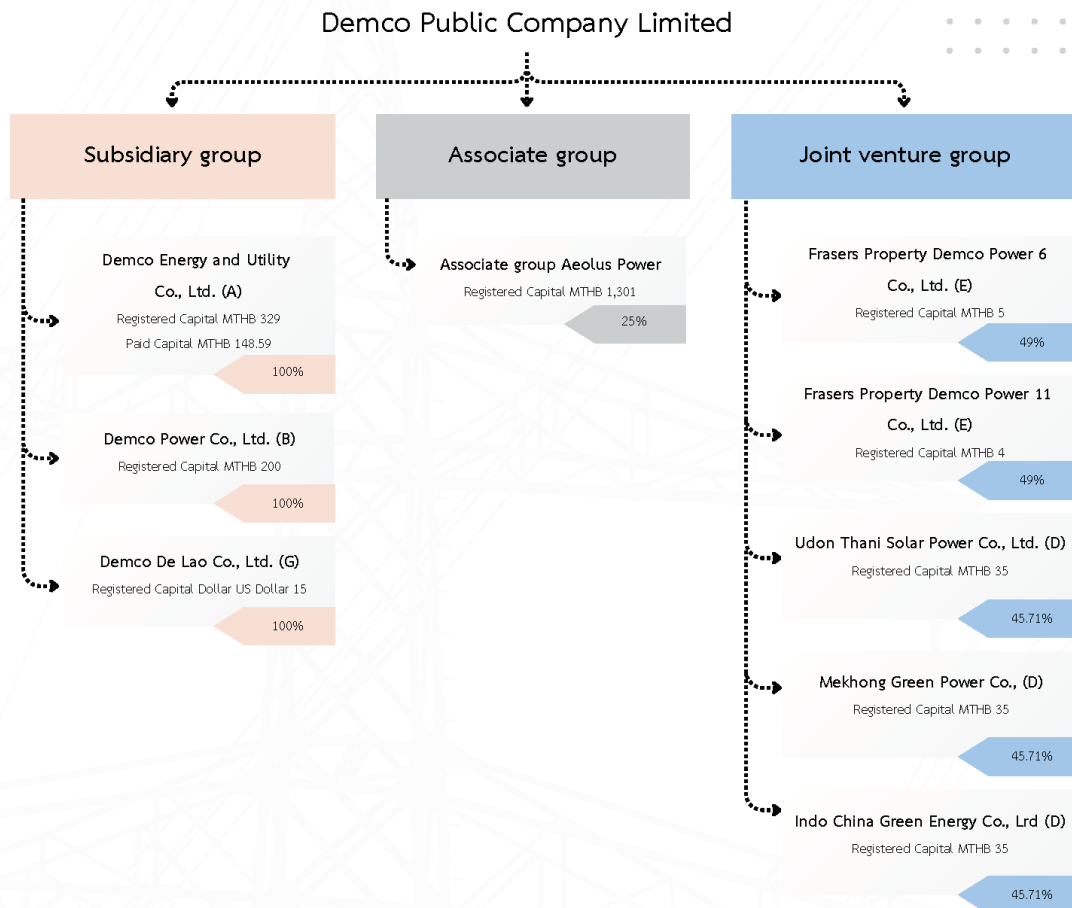 Demco Public Company Limited
Subsidiary group
Demco Energy and Utility
Co., Ltd. (A)
Registered Capital MTHB 329
Paid Capital MTHB 148.59
100%
Demco Power Co., Ltd. (B)
Registered Capital MTHB 200
100%
Demco De Lao Co., Ltd. (G)
Registered Capital Dollar US Dollar 15
100%
Associate group
Associate group Aeolus Power
Registered Capital MTHB 1,301
25%
Joint venture group
Frasers Property Demco Power 6
Co., Ltd. (E)
Registered Capital MTHB 5
49%
Frasers Property Demco Power 11
Co., Ltd. (E)
Registered Capital MTHB 4
49%
Udon Thani Solar Power Co., Ltd. (D)
Registered Capital MTHB 35
45.71%
Mekhong Green Power Co., (D)
Registered Capital MTHB 35
45.71%
Indo China Green Energy Co., Lrd (D)
Registered Capital MTHB 35
45.71%